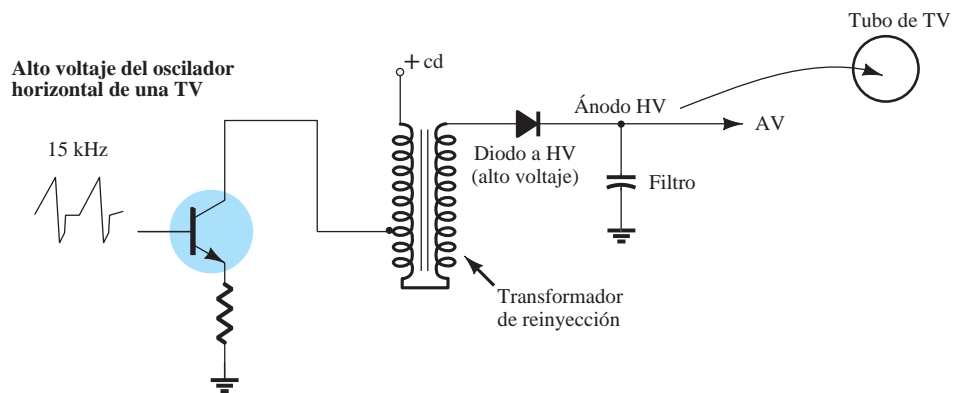 Tubo de TV
+ cd
Alto voltaje del oscilador
horizontal de una TV
Ánodo HV
AV
15 kHz
Diodo a HV
(alto voltaje)
Filtro
Transformador
de reinyección